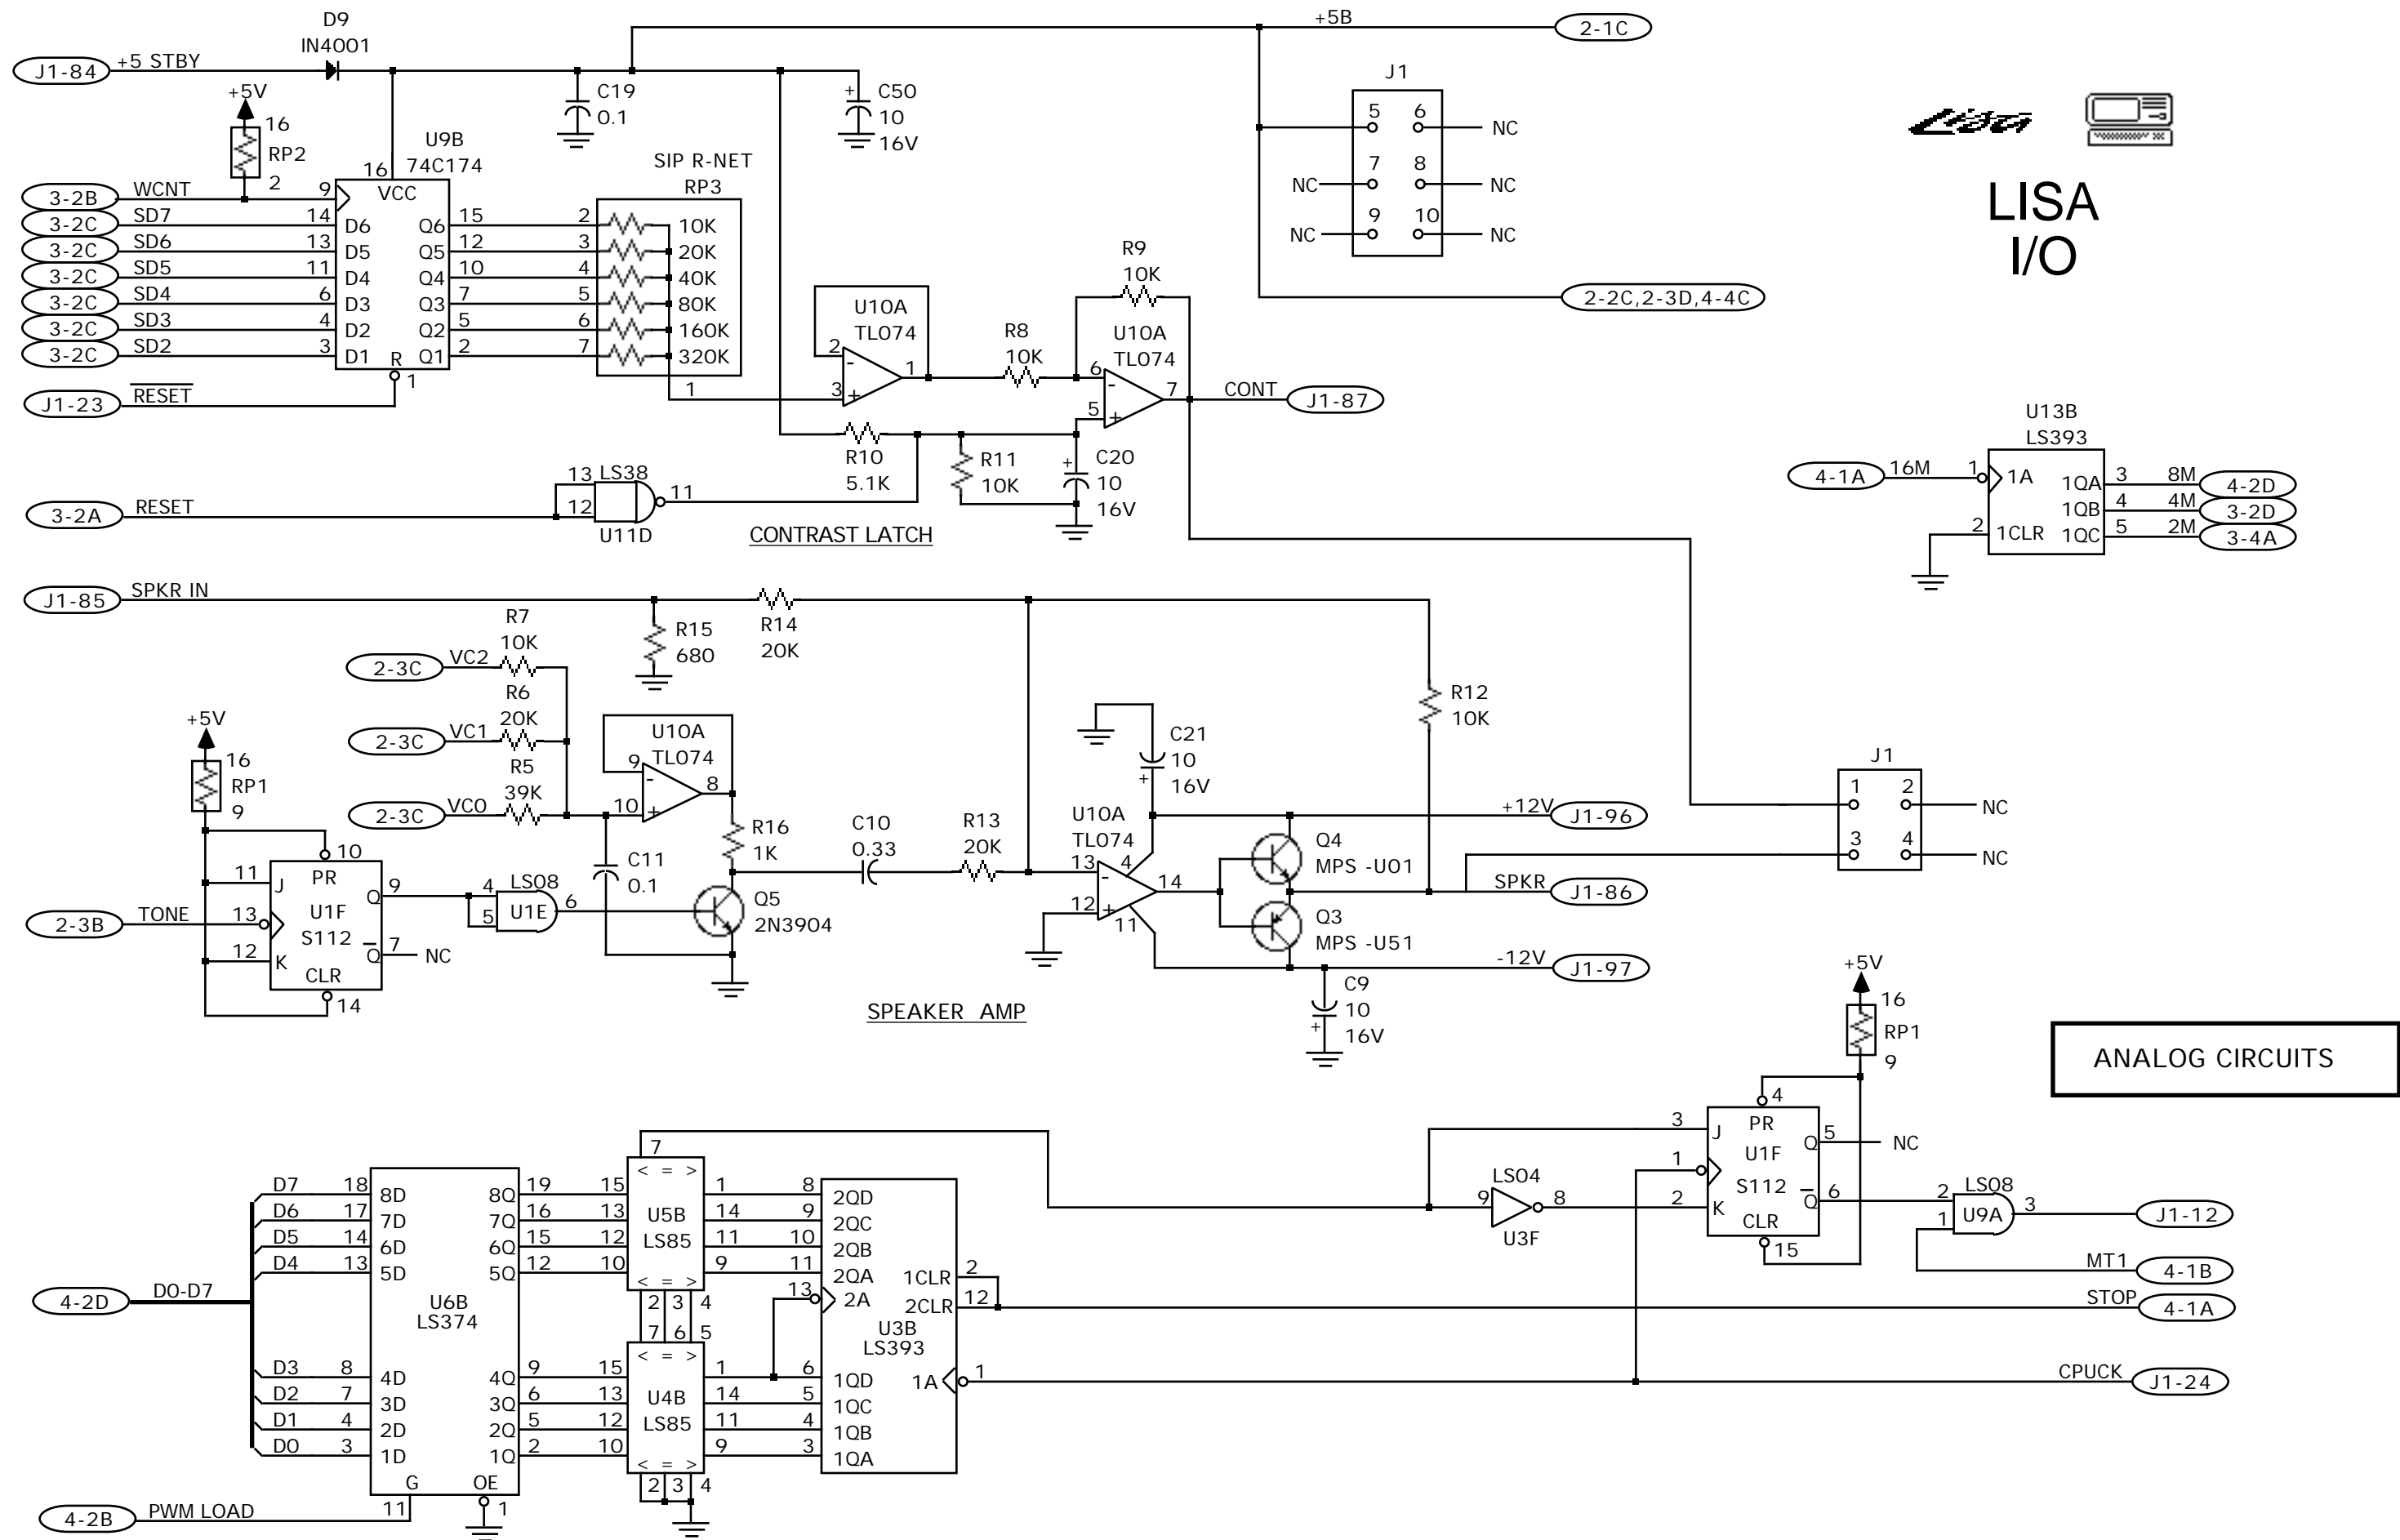 D9
IN4001
J1-84 +5 STBY
+5B
2-1C
+5V
16
RP2
2
C19
0.1
+
C50
10
16V
J1
5 6 NC
NC 7 8 NC
NC 9 10 NC
2-2C,2-3D,4-4C
Lisa
LISA
I/O
U9B
74C174
16
VCC
SIP R-NET
RP3
3-2B WCNT 9
3-2C SD7 14 D6 Q6 15 2 10K
3-2C SD6 13 D5 Q5 12 3 20K
3-2C SD5 11 D4 Q4 10 4 40K
3-2C SD4 6 D3 Q3 7 5 80K
3-2C SD3 4 D2 Q2 5 6 160K
3-2C SD2 3 D1 R Q1 2 7 320K
1
1
J1-23 RESET
U10A
TL074
2 -
3 +
1
R8
10K
R9
10K
U10A
TL074
6 -
5 +
7
CONT J1-87
R10
5.1K
R11
10K
+
C20
10
16V
3-2A RESET
13 LS38
12
11
U11D
CONTRAST LATCH
U13B
LS393
4-1A 16M 1 1A
1QA 3 8M 4-2D
1QB 4 4M 3-2D
2 1CLR 1QC 5 2M 3-4A
J1-85 SPKR IN
R15
680
R14
20K
R7
10K
2-3C VC2
R6
20K
2-3C VC1
R5
39K
2-3C VC0
U10A
TL074
9 -
10 +
8
R16
1K
C11
0.1
C10
0.33
R13
20K
Q5
2N3904
+5V
16
RP1
9
10
PR
11 J Q 9
2-3B TONE 13
U1F
S112
12 K Q 7 NC
CLR
14
LS08
4
5
U1E
6
C21
10
+ 16V
R12
10K
U10A
TL074
13 - 4
12 + 11
14
+12V J1-96
Q4
MPS -U01
SPKR J1-86
Q3
MPS -U51
-12V J1-97
C9
10
+ 16V
J1
1 2 NC
3 4 NC
SPEAKER AMP
+5V
16
RP1
9
ANALOG CIRCUITS
4
PR
3 J Q 5 NC
1
U1F
S112
2 K Q 6
CLR
15
LS04
9 8
U3F
LS08
2
1
U9A
3
J1-12
MT1 4-1B
STOP 4-1A
CPUCK J1-24
7
< = >
U5B
LS85
< = >
2 3 4
7 6 5
< = >
U4B
LS85
< = >
2 3 4
4-2D D0-D7
D7 18 8D 8Q 19 15 1 8 2QD
D6 17 7D 7Q 16 13 14 9 2QC
D5 14 6D 6Q 15 12 11 10 2QB
D4 13 5D 5Q 12 10 9 11 2QA
1CLR 2
13 2A
2CLR 12
U6B
LS374
U3B
LS393
D3 8 4D 4Q 9 15 1 6 1QD 1A 1
D2 7 3D 3Q 6 13 14 5 1QC
D1 4 2D 2Q 5 12 11 4 1QB
D0 3 1D 1Q 2 10 9 3 1QA
G OE
11 1
4-2B PWM LOAD